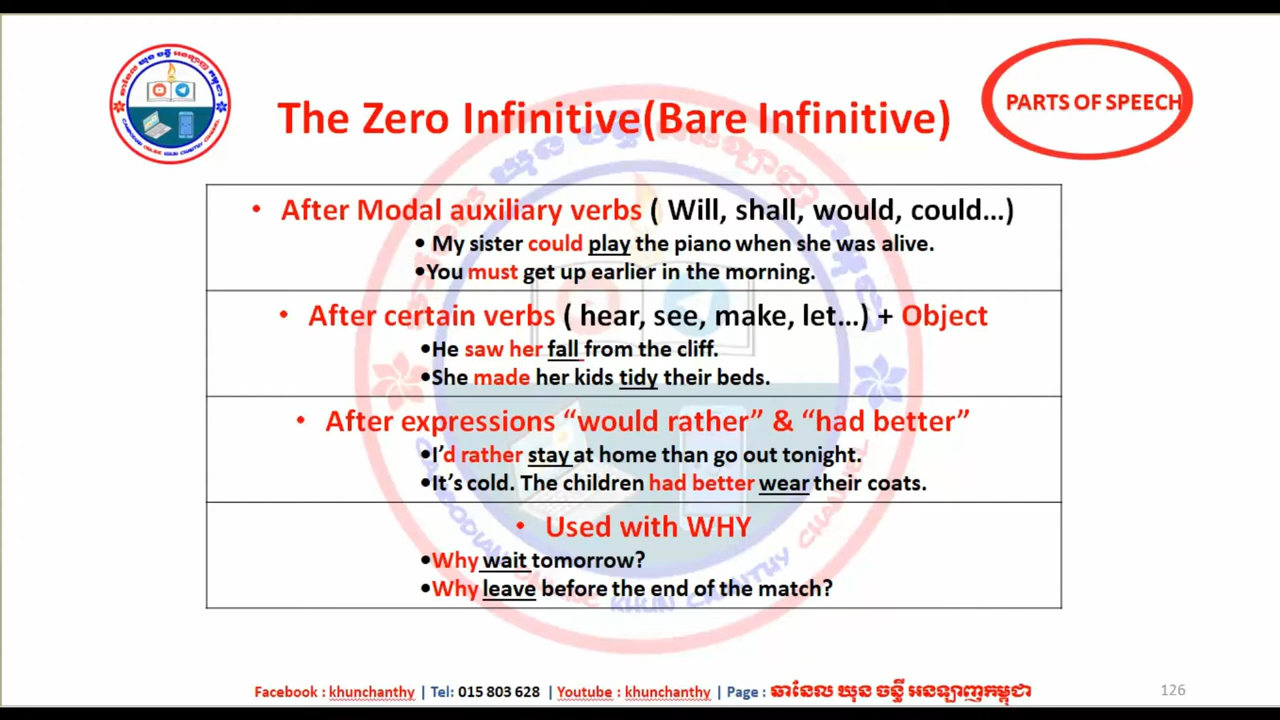 The Zero Infinitive(Bare Infinitive)
PARTS OF SPEECH
• After Modal auxiliary verbs ( Will, shall, would, could...)
• My sister could play the piano when she was alive.
•You must get up earlier in the morning.
• After certain verbs ( hear, see, make, let...) + Object
•He saw her fall from the cliff.
•She made her kids tidy their beds.
• After expressions “would rather” & “had better”
•I’d rather stay at home than go out tonight.
•It’s cold. The children had better wear their coats.
• Used with WHY
•Why wait tomorrow?
•Why leave before the end of the match?
Facebook : khunchanthy | Tel: 015 803 628 | Youtube : khunchanthy | Page : ឆានែល ឃុន ចន្ធី អនឡាញកម្ពុជា
126